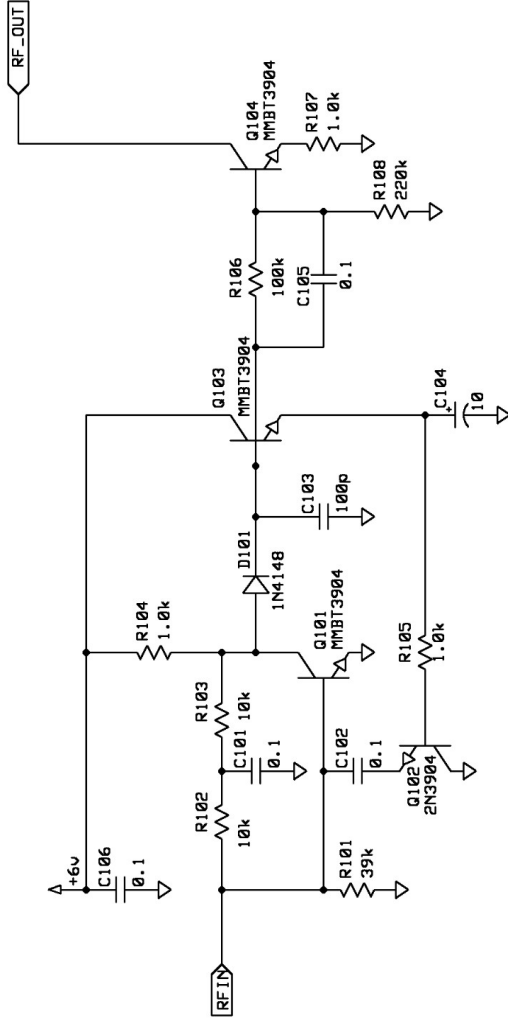 RF_OUT
Q104
MMBT3904
R107
1.0k
R108
220k
R106
100k
C105
0.1
Q103
MMBT3904
C104
+
10
C103
100p
D101
1N4148
R104
1.0k
Q101
MMBT3904
R105
1.0k
R103
10k
C101
0.1
C102
0.1
Q102
2N3904
R102
10k
+6v
C106
0.1
R101
39k
RFIN